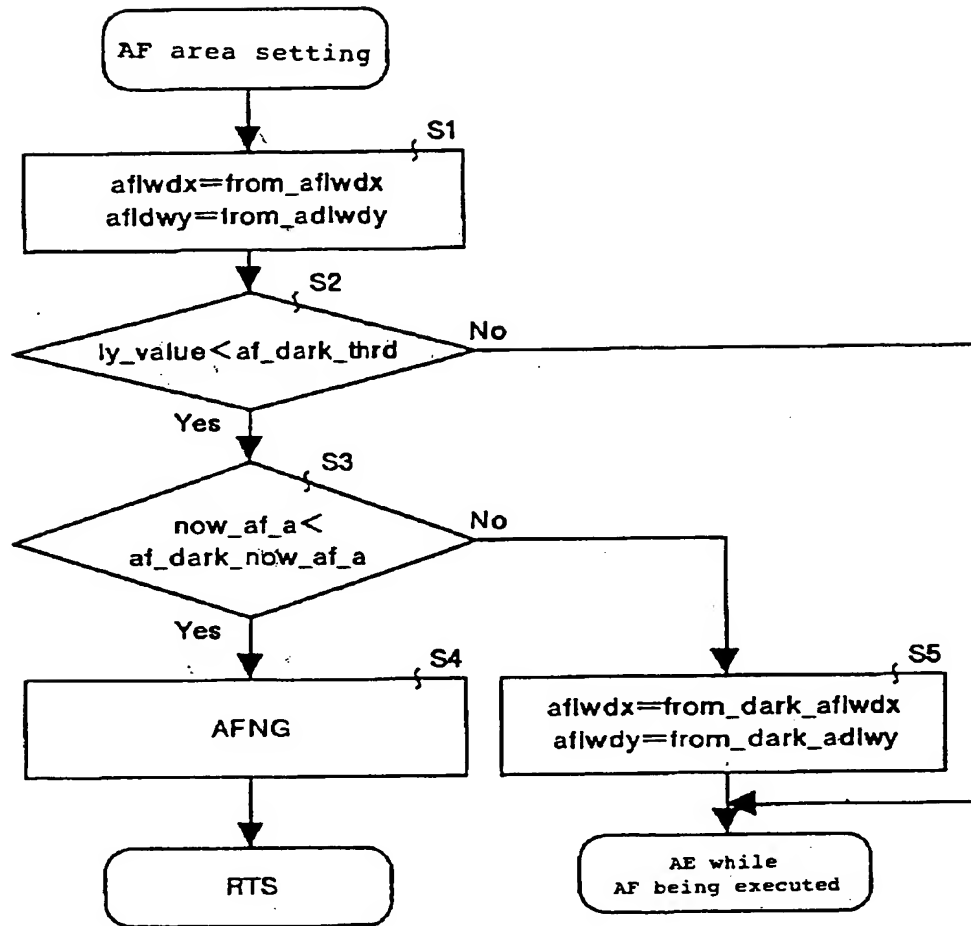 AF area setting
S1
aflwdx=from_aflwdx
afldwy=from_adlwdy
S2
ly_value<af_dark_thrd
No
Yes
S3
now_af_a<
af_dark_now_af_a
No
Yes
S4
AFNG
S5
aflwdx=from_dark_aflwdx
aflwdy=from_dark_adlwy
RTS
AE while
AF being executed